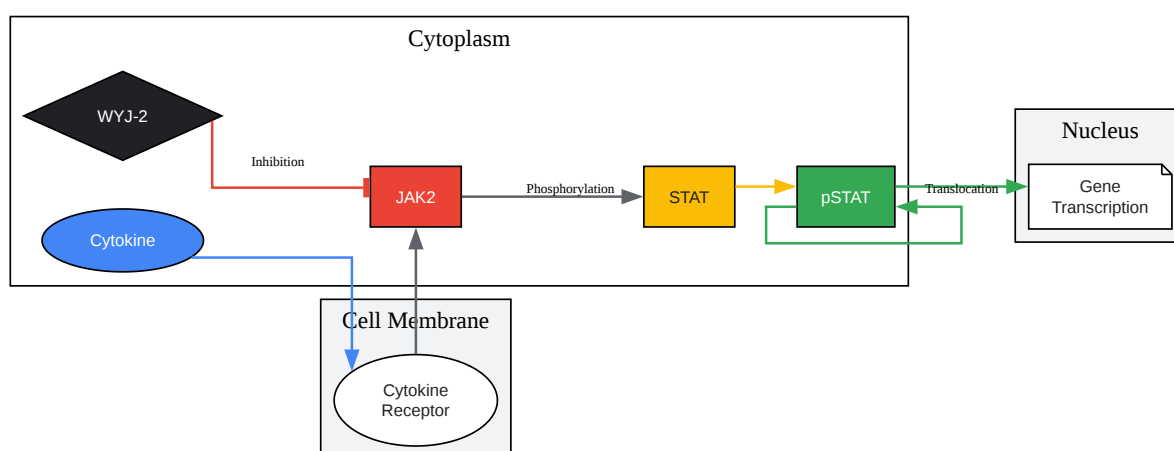 Cytoplasm
WYJ-2
Inhibition
Nucleus
JAK2
Phosphorylation
STAT
pSTAT
Translocation
Gene
Transcription
Cytokine
Cell Membrane
Cytokine
Receptor